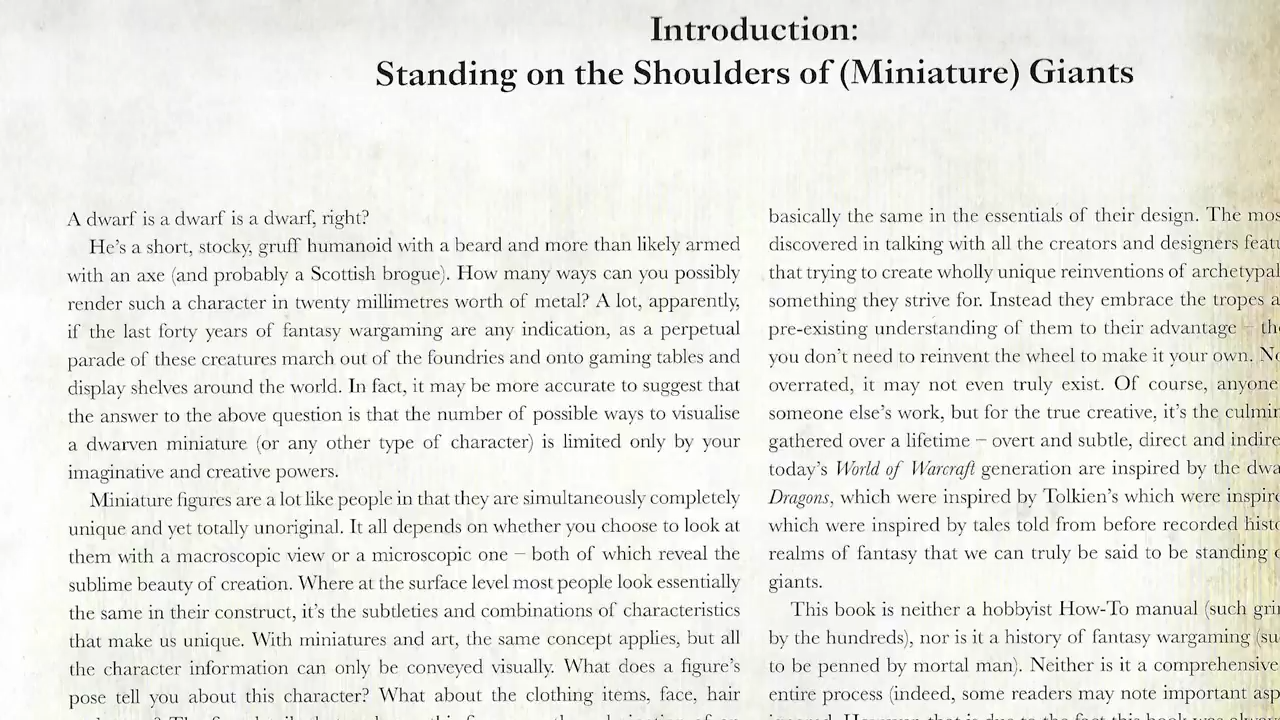 Introduction:
Standing on the Shoulders of (Miniature) Giants
A dwarf is a dwarf is a dwarf, right?
He's a short, stocky, gruff humanoid with a beard and more than likely armed
with an axe (and probably a Scottish brogue). How many ways can you possibly
render such a character in twenty millimetres worth of metal? A lot, apparently,
if the last forty years of fantasy wargaming are any indication, as a perpetual
parade of these creatures march out of the foundries and onto gaming tables and
display shelves around the world. In fact, it may be more accurate to suggest that
the answer to the above question is that the number of possible ways to visualise
a dwarven miniature (or any other type of character) is limited only by your
imaginative and creative powers.
Miniature figures are a lot like people in that they are simultaneously completely
unique and yet totally unoriginal. It all depends on whether you choose to look at
them with a macroscopic view or a microscopic one – both of which reveal the
sublime beauty of creation. Where at the surface level most people look essentially
the same in their construct, it's the subtleties and combinations of characteristics
that make us unique. With miniatures and art, the same concept applies, but all
the character information can only be conveyed visually. What does a figure's
pose tell you about this character? What about the clothing items, face, hair
basically the same in the essentials of their design. The
discovered in talking with all the creators and designers
that trying to create wholly unique reinventions of archetypal
something they strive for. Instead they embrace the tropes
pre-existing understanding of them to their advantage –
you don't need to reinvent the wheel to make it your own.
overrated, it may not even truly exist. Of course, anyone
someone else's work, but for the true creative, it's the
gathered over a lifetime – overt and subtle, direct and
today's World of Warcraft generation are inspired by the
Dragons, which were inspired by Tolkien's which were
which were inspired by tales told from before recorded
realms of fantasy that we can truly be said to be standing
giants.
This book is neither a hobbyist How-To manual (such
by the hundreds), nor is it a history of fantasy wargaming
to be penned by mortal man). Neither is it a comprehensive
entire process (indeed, some readers may note important